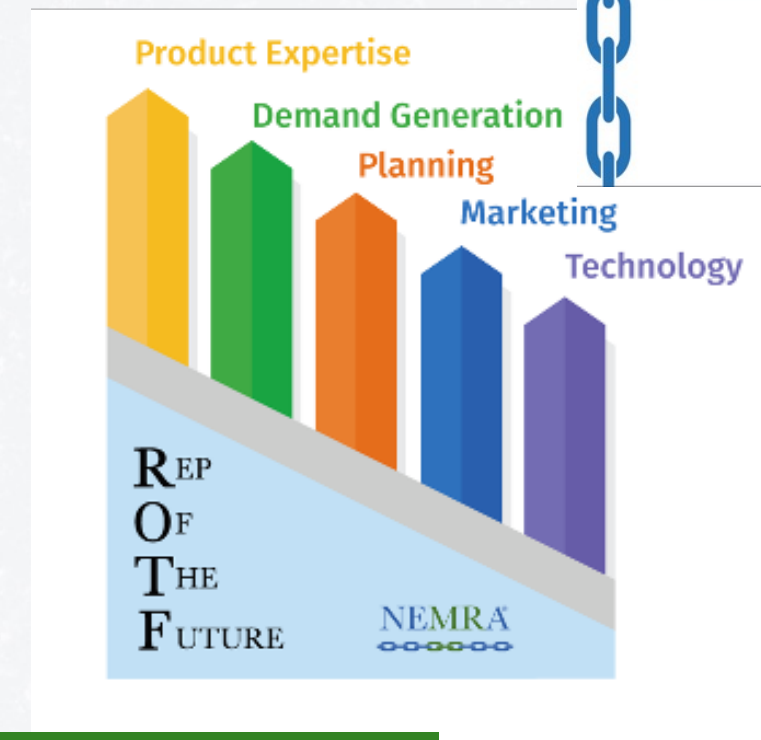 Product Expertise
Demand Generation
Planning
Marketing
Technology
REP
OF
THE
FUTURE
NEMRA